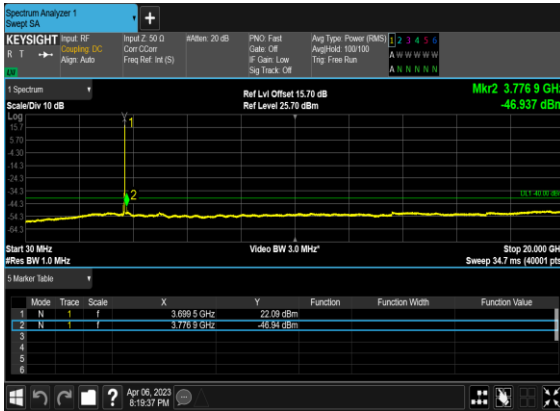 Spectrum Analyzer 1
Swept SA
+
KEYSIGHT Input: RF Input Z: 50 Ω #Atten: 20 dB PNO: Fast Avg Type: Power (RMS) 1 2 3 4 5 6
R T Coupling: DC Corr CCorr Gate: Off Avg|Hold: 100/100 A W W W W W
Align: Auto Freq Ref: Int (S) IF Gain: Low Trig: Free Run
Sig Track: Off A N N N N N
1 Spectrum
Scale/Div 10 dB Ref Lvl Offset 15.70 dB Mkr2 3.776 9 GHz
Ref Level 25.70 dBm -46.937 dBm
Log
15.7
5.70
-4.30
-14.3
-24.3
-34.3
-44.3
-54.3
-64.3
1
2
DL1 -40.00 dBm
Start 30 MHz Video BW 3.0 MHz* Stop 20.000 GHz
#Res BW 1.0 MHz Sweep 34.7 ms (40001 pts)
5 Marker Table
Mode Trace Scale X Y Function Function Width Function Value
1 N 1 f 3.699 5 GHz 22.09 dBm
2 N 1 f 3.776 9 GHz -46.94 dBm
3
4
5
6
? Apr 06, 2023
8:19:37 PM